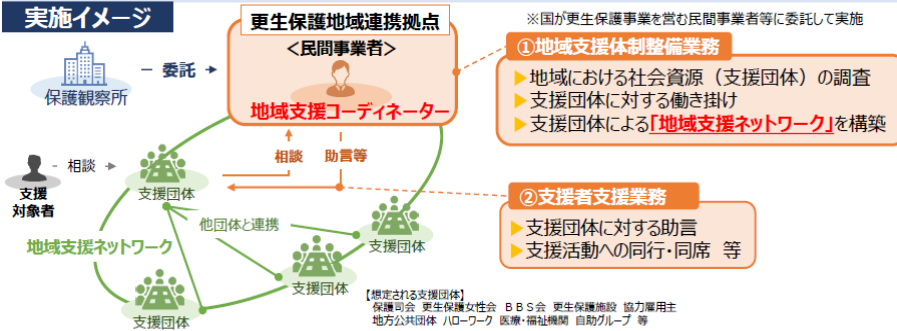 実施イメージ
※国が更生保護事業を営む民間事業者等に委託して実施
更生保護地域連携拠点
<民間事業者>
地域支援コーディネーター
委託
保護観察所
①地域支援体制整備業務
▶地域における社会資源(支援団体)の調査
▶支援団体に対する働き掛け
▶支援団体による「地域支援ネットワーク」を構築
相談
助言等
相談
支援
対象者
支援団体
②支援者支援業務
▶支援団体に対する助言
▶支援活動への同行・同席 等
他団体と連携
地域支援ネットワーク
支援団体
支援団体
支援団体
【想定される支援団体】
保護司会 更生保護女性会 BBS会 更生保護施設 協力雇用主
地方公共団体 ハローワーク 医療・福祉機関 自助グループ 等